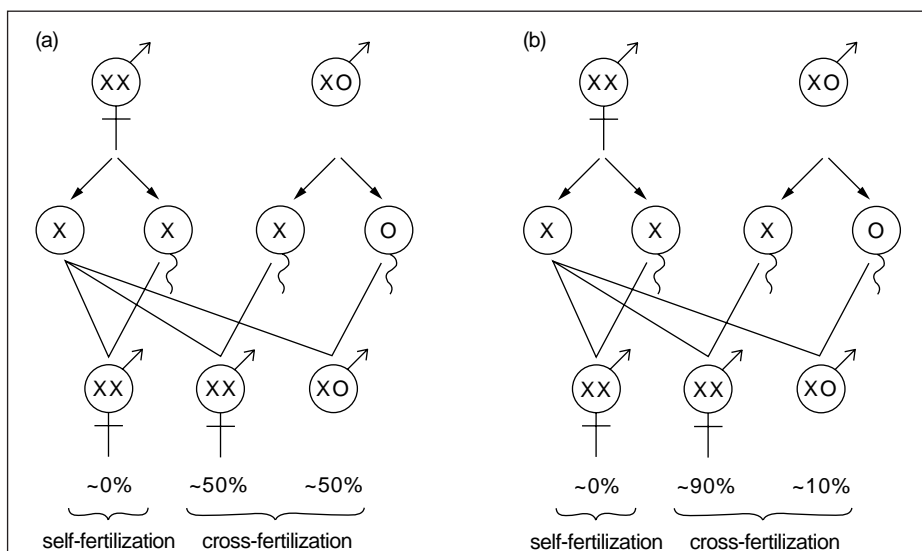 (a)
XX XO
X X X O
XX XX XO
~0% ~50% ~50%
self-fertilization cross-fertilization
(b)
XX XO
X X X O
XX XX XO
~0% ~90% ~10%
self-fertilization cross-fertilization